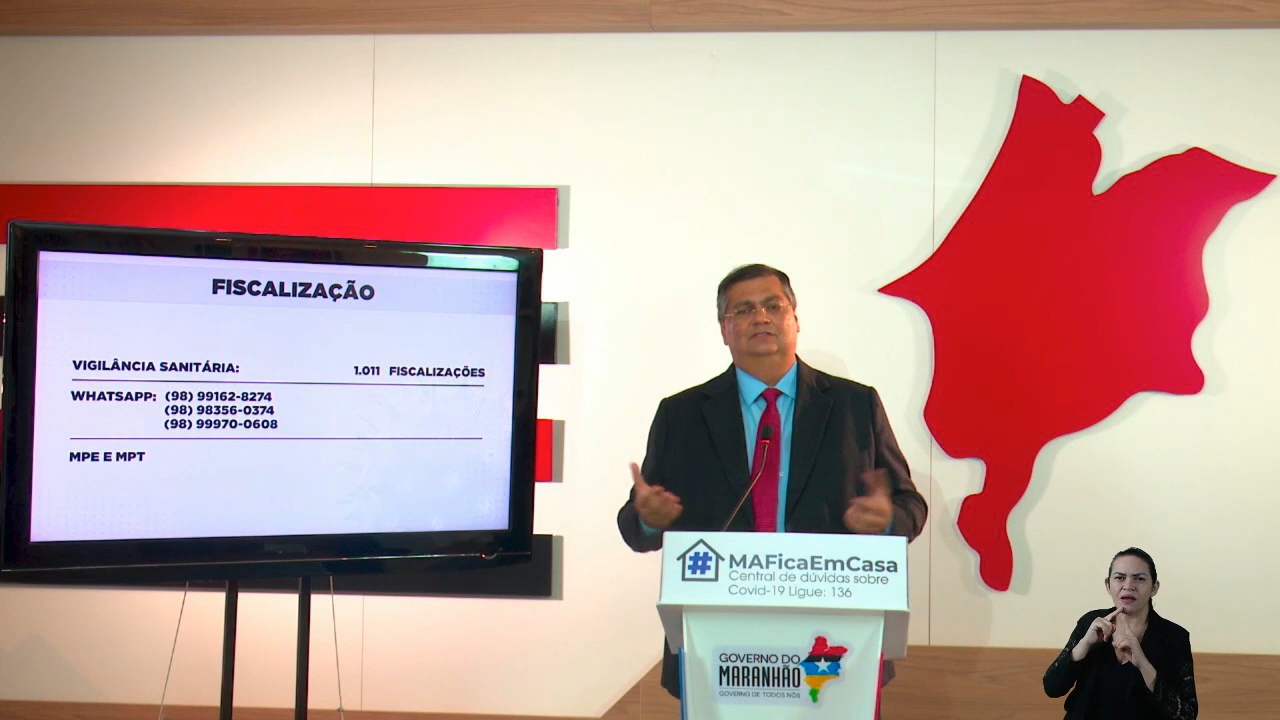 FISCALIZAÇÃO
VIGILÂNCIA SANITÁRIA: 1.011 FISCALIZAÇÕES
WHATSAPP: (98) 99162-8274
(98) 98356-0374
(98) 99970-0608
MPE E MPT
#MAFicaEmCasa
Central de dúvidas sobre
Covid-19 Ligue: 136
GOVERNO DO
MARANHÃO
GOVERNO DE TODOS NÓS